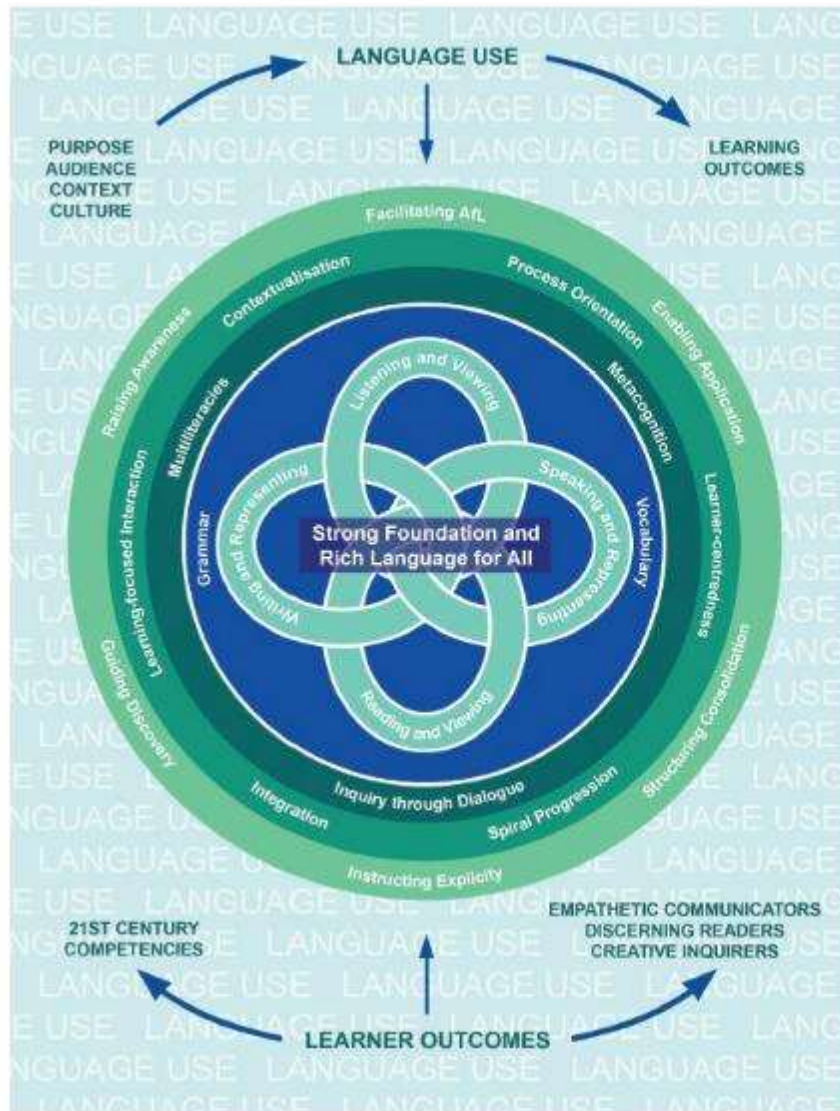 LANGUAGE USE
PURPOSE
AUDIENCE
CONTEXT
CULTURE
LEARNING
OUTCOMES
Facilitating AfL
Contextualisation
Process Orientation
Raising Awareness
Enabling Application
Multiliteracies
Metacognition
Listening and Viewing
Writing and Representing
Speaking and Representing
Grammar
Vocabulary
Strong Foundation and
Rich Language for All
Learning-focused Interaction
Learner-centredness
Reading and Viewing
Guiding Discovery
Structuring Consolidation
Inquiry through Dialogue
Integration
Spiral Progression
Instructing Explicity
21ST CENTURY
COMPETENCIES
EMPATHETIC COMMUNICATORS
DISCERNING READERS
CREATIVE INQUIRERS
LEARNER OUTCOMES